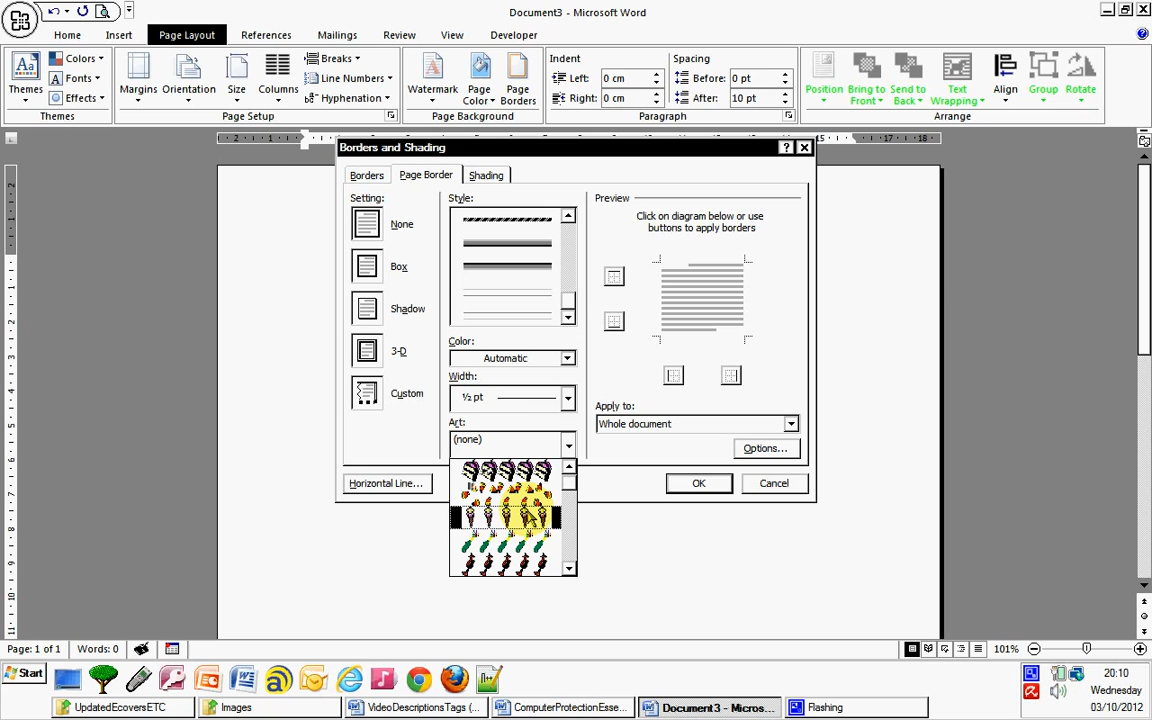 Document3 - Microsoft Word
Home Insert Page Layout References Mailings Review View Developer
Themes
Colors
Fonts
Effects
Themes
Margins Orientation Size Columns
Breaks
Line Numbers
Hyphenation
Page Setup
Watermark Page Color Page Borders
Page Background
Indent
Left: 0 cm
Right: 0 cm
Spacing
Before: 0 pt
After: 10 pt
Paragraph
Position Bring to Front Send to Back Text Wrapping Align Group Rotate
Arrange
2 1 15 17 18
Borders and Shading
Borders Page Border Shading
Setting:
None
Box
Shadow
3-D
Custom
Style:
Color:
Automatic
Width:
½ pt
Art:
(none)
Preview
Click on diagram below or use
buttons to apply borders
Apply to:
Whole document
Options...
Horizontal Line...
OK Cancel
Page: 1 of 1 Words: 0
101%
Start
20:10
Wednesday
03/10/2012
UpdatedEcoversETC Images VideoDescriptionsTags (... ComputerProtectionEsse... Document3 - Micros... Flashing